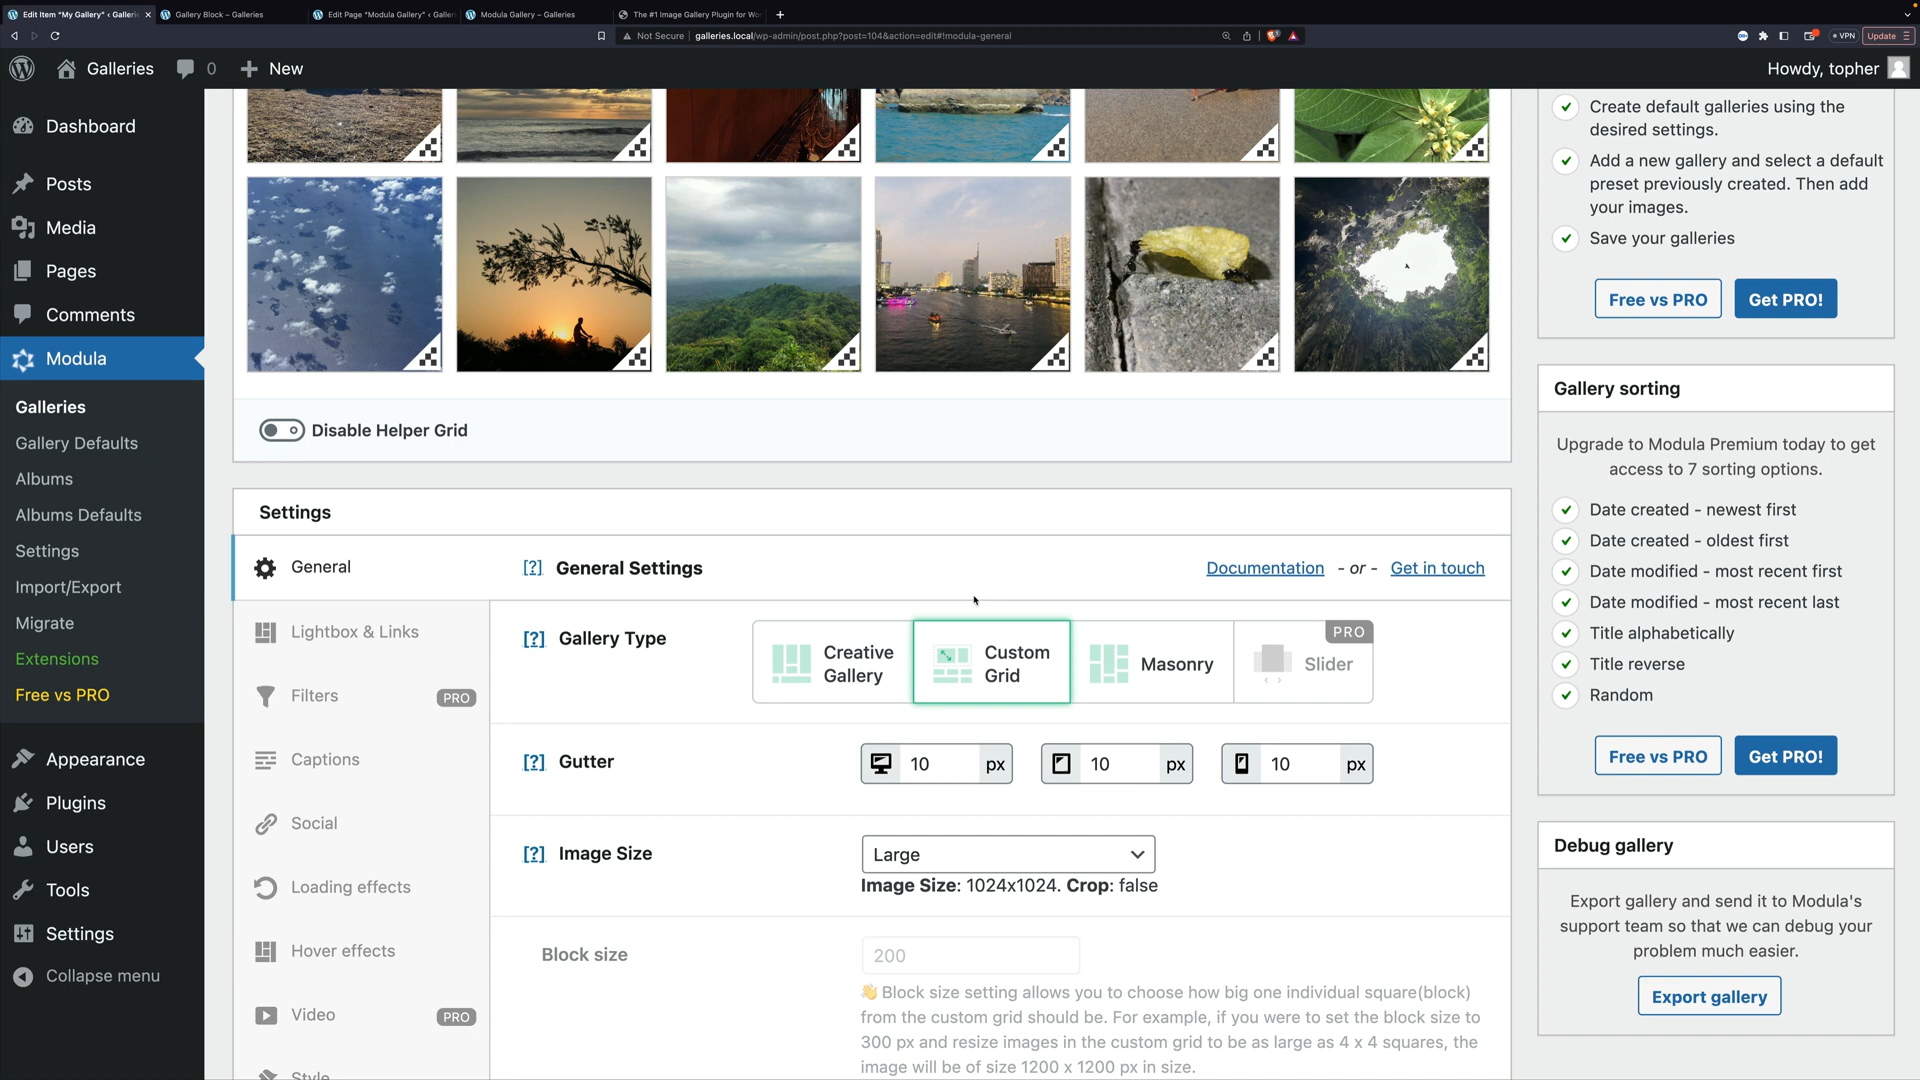 Edit Item "My Gallery" ‹ Galleri
Gallery Block – Galleries
Edit Page "Modula Gallery" ‹ Galler
Modula Gallery – Galleries
The #1 Image Gallery Plugin for Wo
Not Secure
galleries.local/wp-admin/post.php?post=104&action=edit#!modula-general
VPN
Update
Galleries
0
New
Howdy, topher
Dashboard
Posts
Media
Pages
Comments
Modula
Galleries
Gallery Defaults
Albums
Albums Defaults
Settings
Import/Export
Migrate
Extensions
Free vs PRO
Appearance
Plugins
Users
Tools
Settings
Collapse menu
Disable Helper Grid
Settings
General
Lightbox & Links
Filters PRO
Captions
Social
Loading effects
Hover effects
Video PRO
Style
[?] General Settings
Documentation - or - Get in touch
[?] Gallery Type
Creative
Gallery
Custom
Grid
Masonry
PRO
Slider
[?] Gutter
10 px
10 px
10 px
[?] Image Size
Large
Image Size: 1024x1024. Crop: false
Block size
200
👋 Block size setting allows you to choose how big one individual square(block)
from the custom grid should be. For example, if you were to set the block size to
300 px and resize images in the custom grid to be as large as 4 x 4 squares, the
image will be of size 1200 x 1200 px in size.
Create default galleries using the
desired settings.
Add a new gallery and select a default
preset previously created. Then add
your images.
Save your galleries
Free vs PRO
Get PRO!
Gallery sorting
Upgrade to Modula Premium today to get
access to 7 sorting options.
Date created - newest first
Date created - oldest first
Date modified - most recent first
Date modified - most recent last
Title alphabetically
Title reverse
Random
Free vs PRO
Get PRO!
Debug gallery
Export gallery and send it to Modula's
support team so that we can debug your
problem much easier.
Export gallery